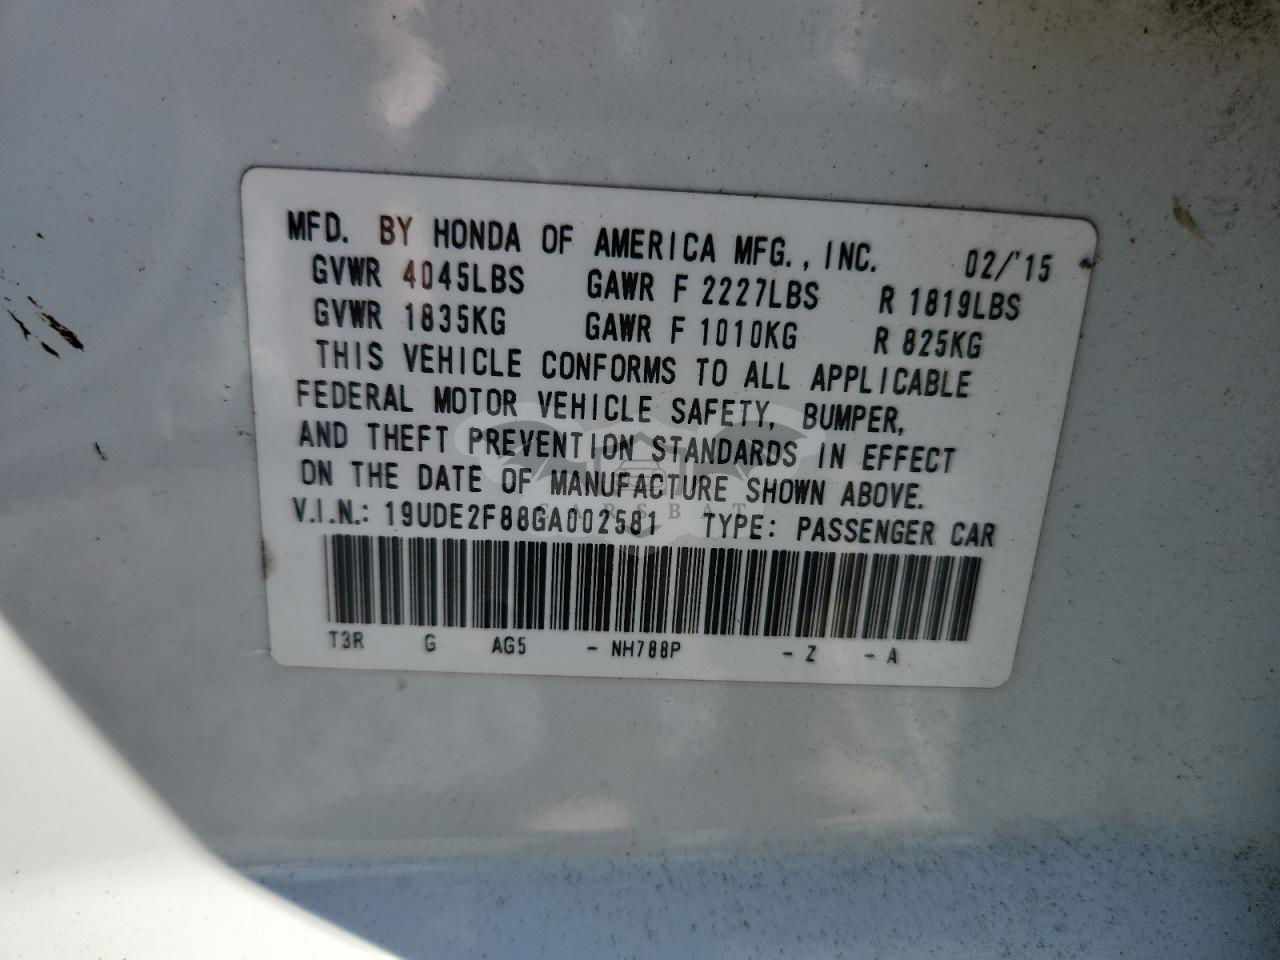 MFD. BY HONDA OF AMERICA MFG., INC. 02/'15
GVWR 4045LBS GAWR F 2227LBS R 1819LBS
GVWR 1835KG GAWR F 1010KG R 825KG
THIS VEHICLE CONFORMS TO ALL APPLICABLE
FEDERAL MOTOR VEHICLE SAFETY, BUMPER,
AND THEFT PREVENTION STANDARDS IN EFFECT
ON THE DATE OF MANUFACTURE SHOWN ABOVE.
CARSBAT
V.I.N.: 19UDE2F88GA002581 TYPE: PASSENGER CAR
T3R G AG5 - NH788P - Z - A